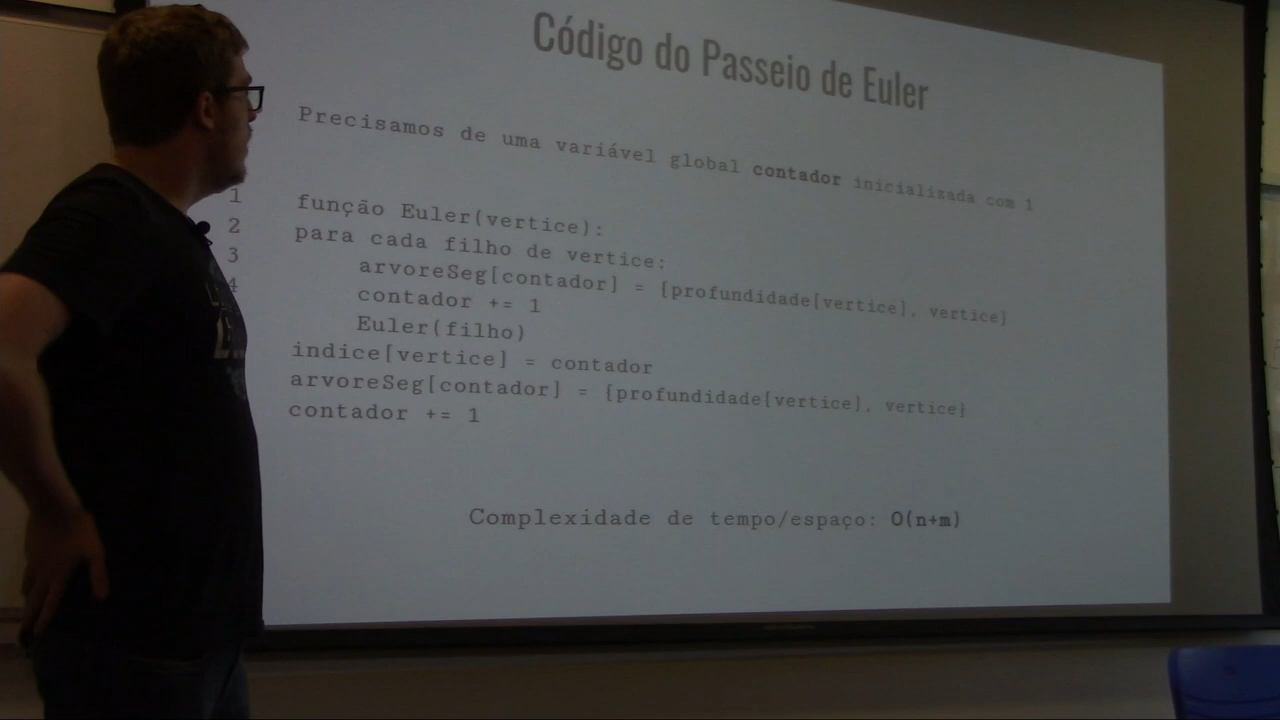 Código do Passeio de Euler
Precisamos de uma variável global contador inicializada com 1
1 função Euler(vertice):
2 para cada filho de vertice:
3 arvoreSeg[contador] = {profundidade[vertice], vertice}
4 contador += 1
Euler(filho)
indice[vertice] = contador
arvoreSeg[contador] = {profundidade[vertice], vertice}
contador += 1
Complexidade de tempo/espaço: O(n+m)